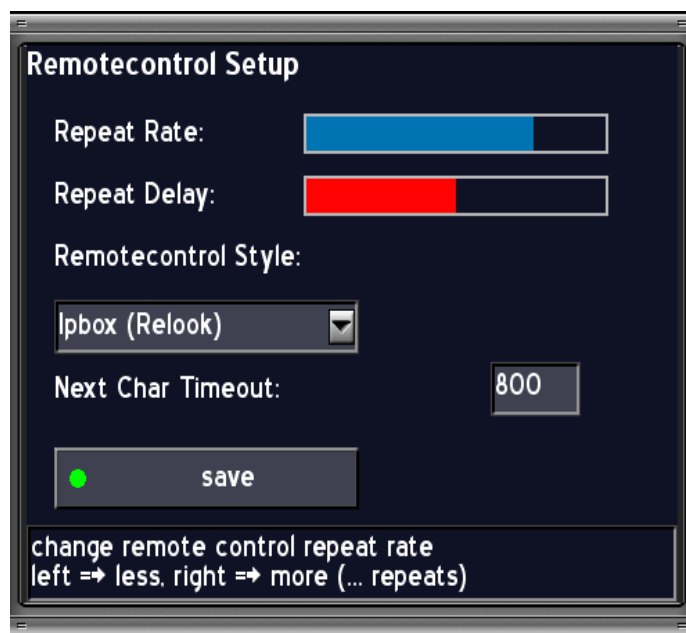 Remotecontrol Setup
Repeat Rate:
Repeat Delay:
Remotecontrol Style:
Ipbox (Relook)
Next Char Timeout: 800
save
change remote control repeat rate
left => less, right => more (... repeats)